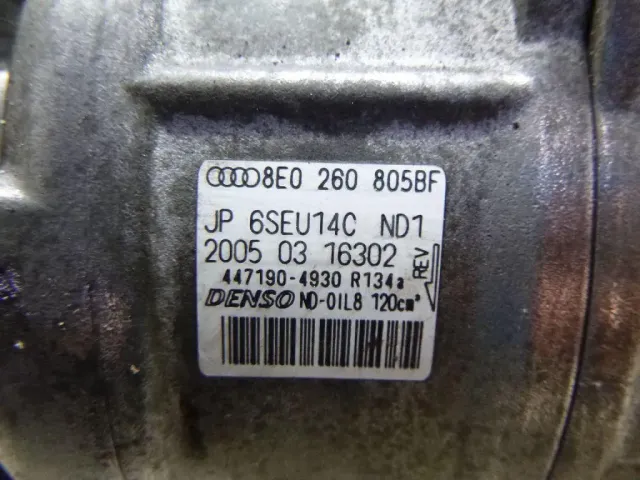 8E0 260 805BF
JP 6SEU14C ND1
2005 03 16302
REV
447190-4930 R134a
DENSO ND-OIL8 120cm³